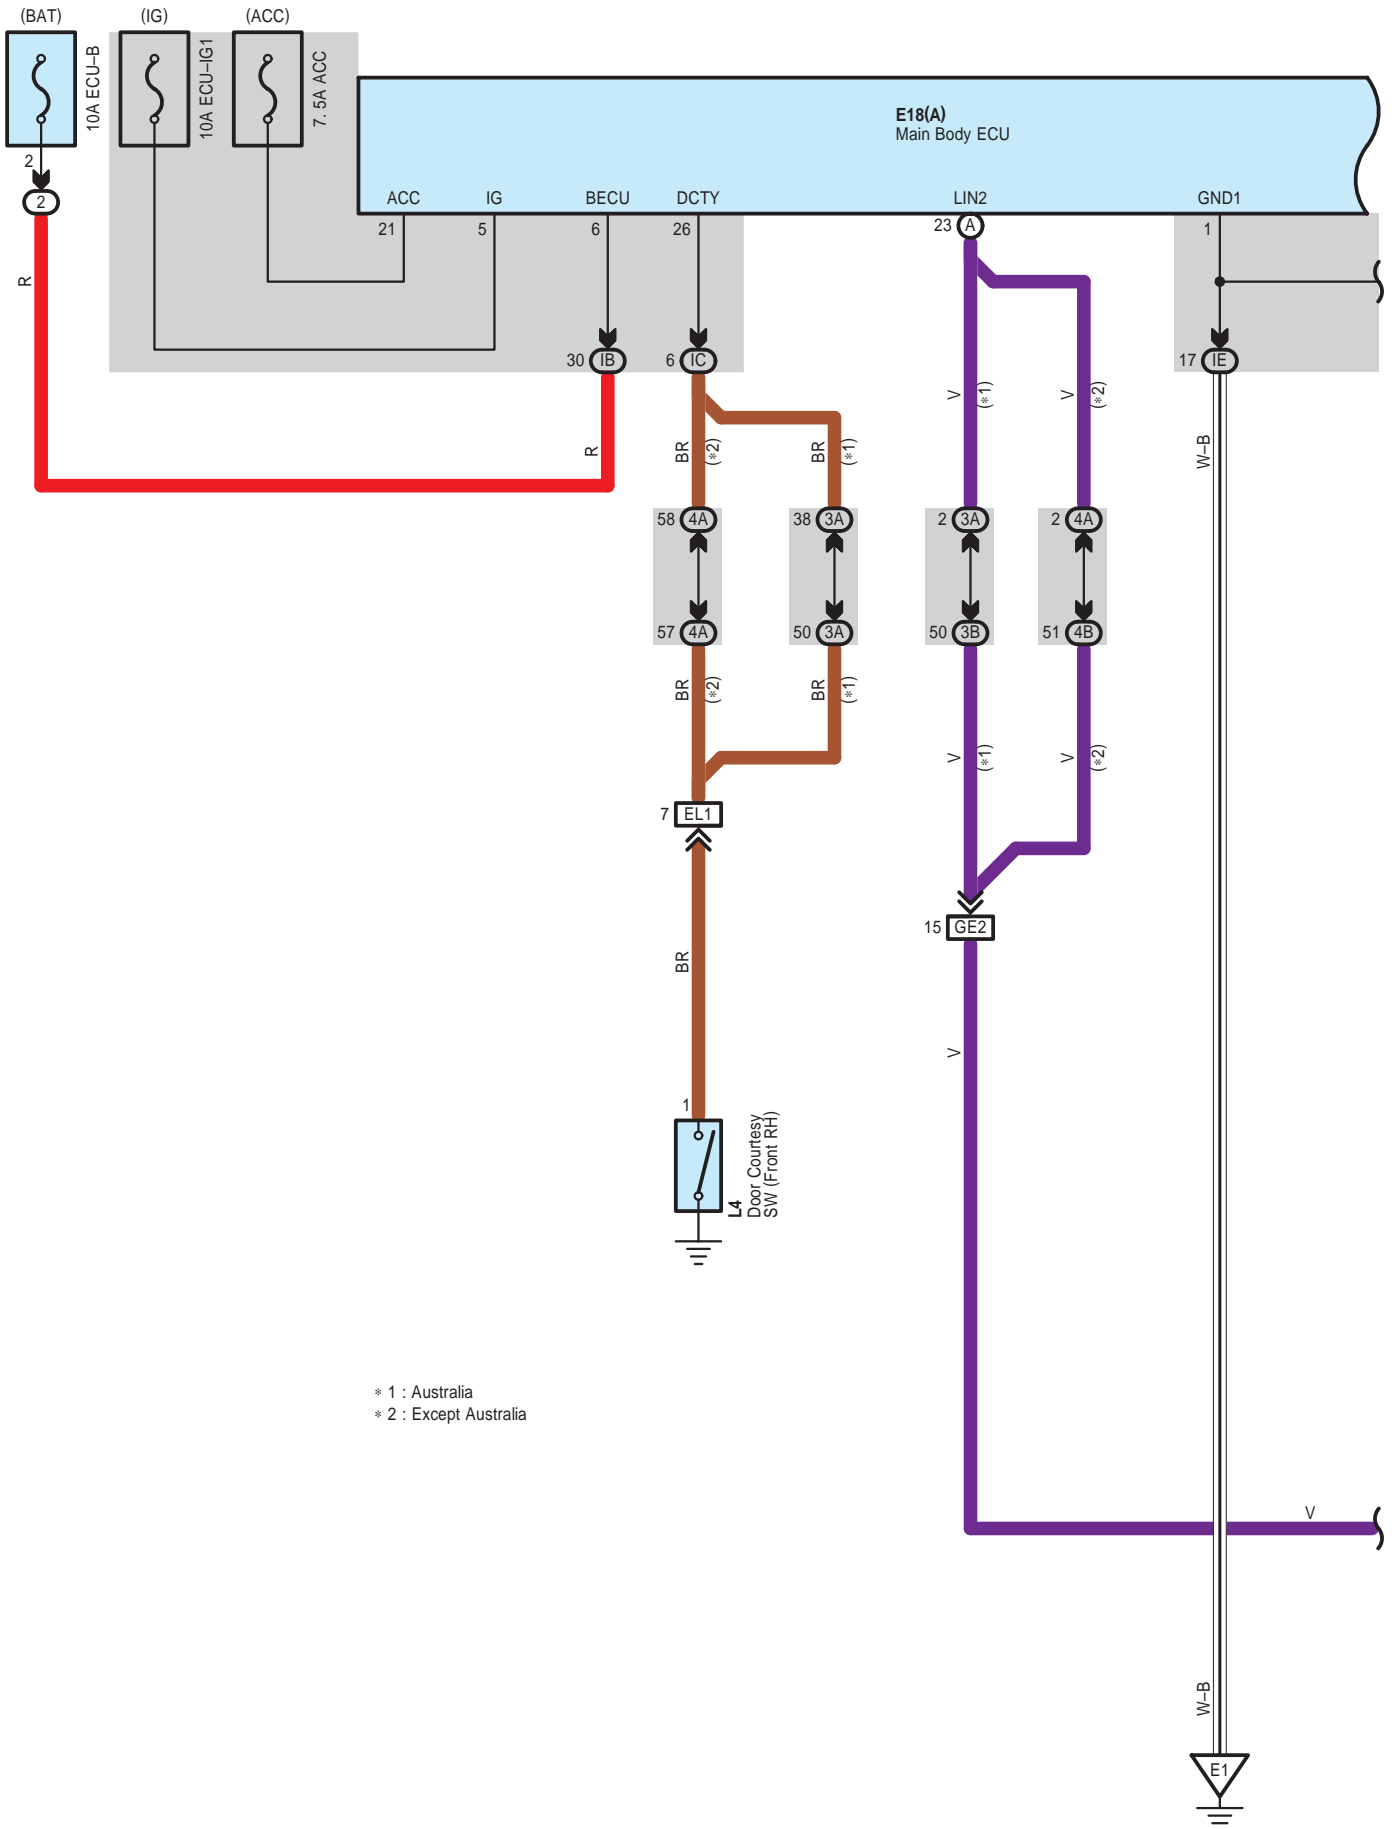 (BAT)
(IG)
(ACC)
10A ECU–B
10A ECU–IG1
7. 5A ACC
E18(A)
Main Body ECU
ACC
IG
BECU
DCTY
LIN2
GND1
2
2
21
5
6
26
23
A
1
R
30
IB
6
IC
17
IE
V
(*1)
V
(*2)
R
BR
(*2)
BR
(*1)
W–B
58
4A
38
3A
2
3A
2
4A
57
4A
50
3A
50
3B
51
4B
BR
(*2)
BR
(*1)
V
(*1)
V
(*2)
7
EL1
15
GE2
BR
V
1
L4
Door Courtesy
SW (Front RH)
* 1 : Australia
* 2 : Except Australia
V
W–B
E1